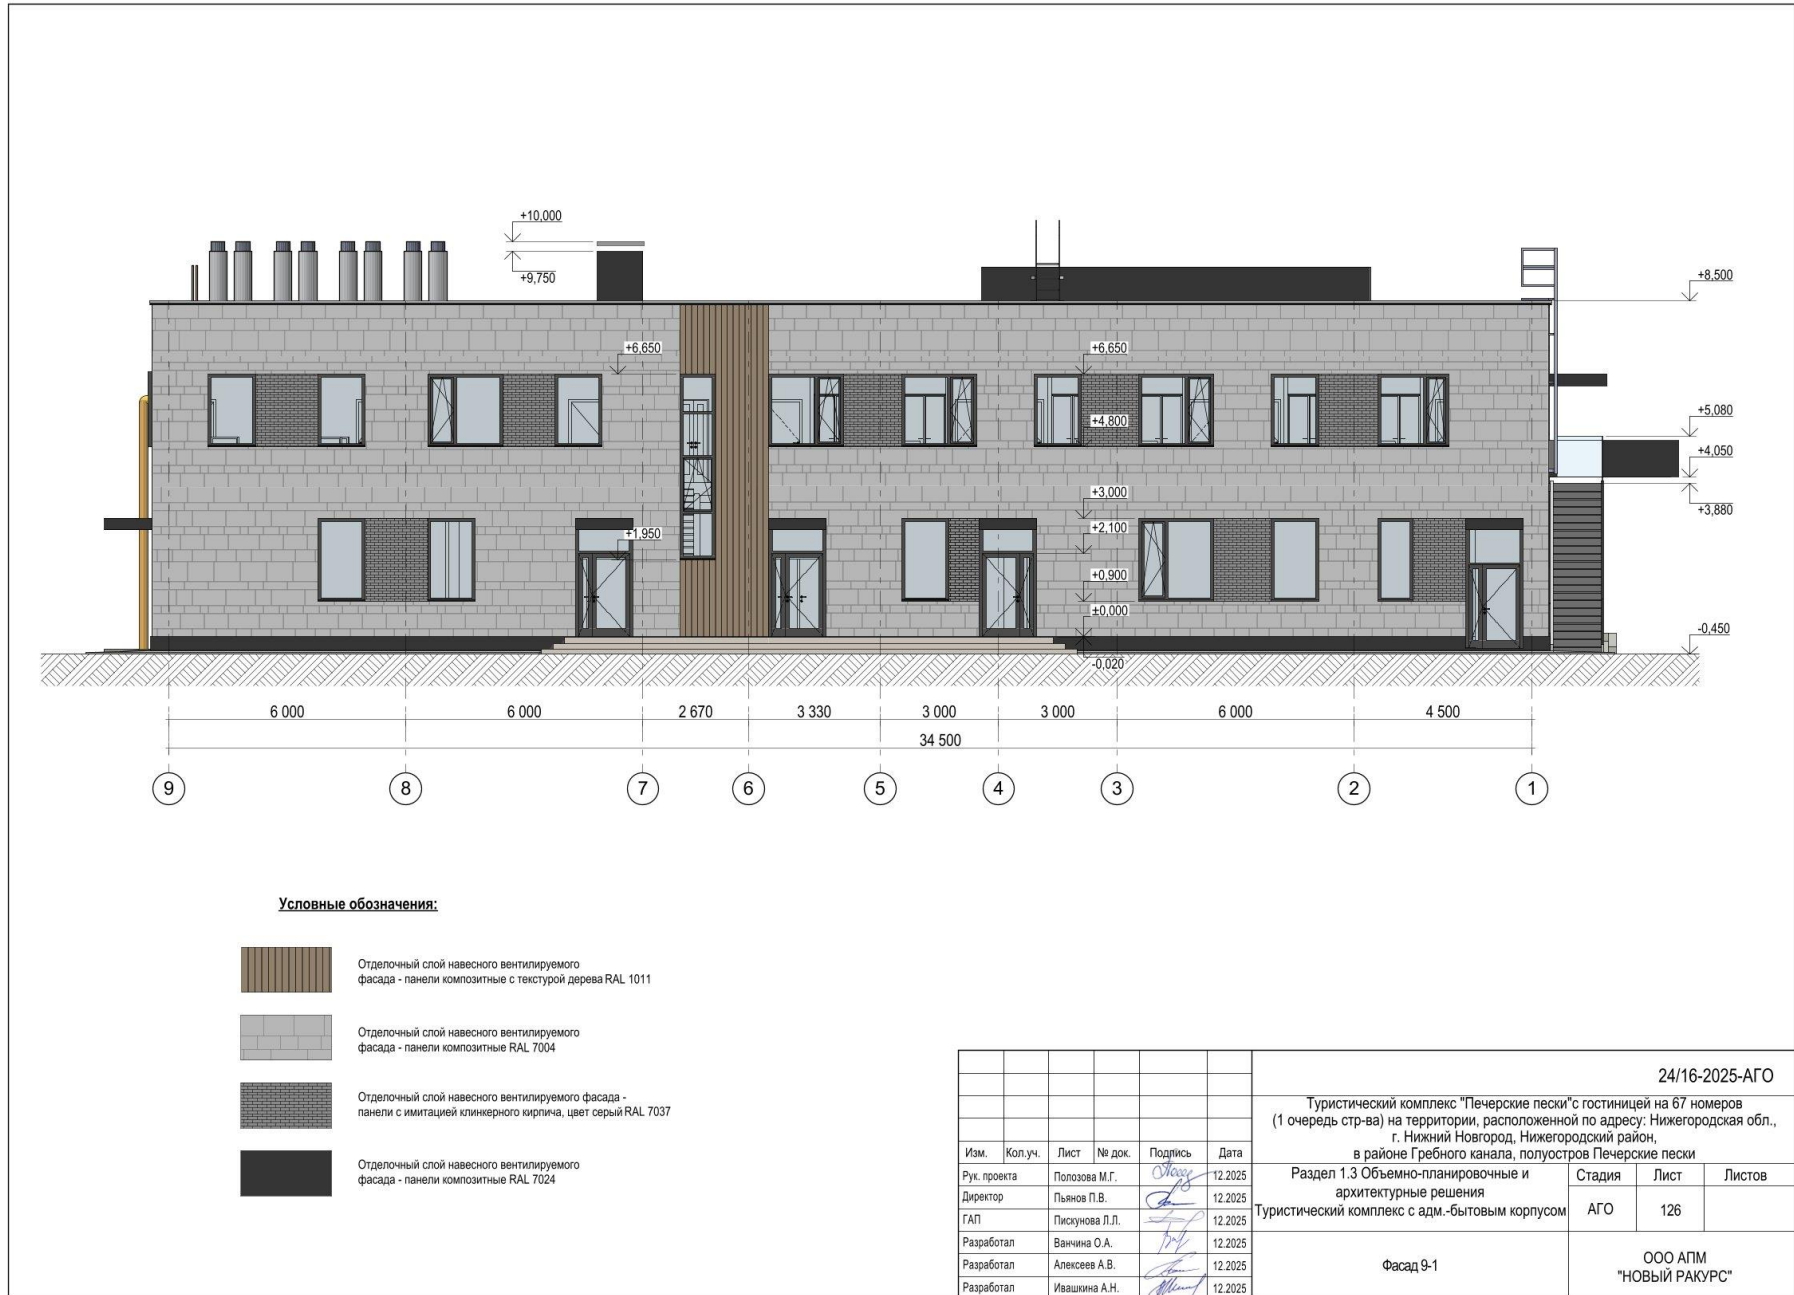 +10,000
+9,750
+8,500
+6,650
+6,650
+5,080
+4,800
+4,050
+3,880
+3,000
+2,100
+1,950
+0,900
±0,000
-0,450
-0,020
6 000
6 000
2 670
3 330
3 000
3 000
6 000
4 500
34 500
9
8
7
6
5
4
3
2
1
Условные обозначения:
Отделочный слой навесного вентилируемого
фасада - панели композитные с текстурой дерева RAL 1011
Отделочный слой навесного вентилируемого
фасада - панели композитные RAL 7004
Отделочный слой навесного вентилируемого фасада -
панели с имитацией клинкерного кирпича, цвет серый RAL 7037
Отделочный слой навесного вентилируемого
фасада - панели композитные RAL 7024
24/16-2025-АГО
Туристический комплекс "Печерские пески"с гостиницей на 67 номеров
(1 очередь стр-ва) на территории, расположенной по адресу: Нижегородская обл.,
г. Нижний Новгород, Нижегородский район,
в районе Гребного канала, полуостров Печерские пески
Изм. Кол.уч. Лист № док. Подпись Дата
Рук. проекта Полозова М.Г. 12.2025
Директор Пьянов П.В. 12.2025
ГАП Пискунова Л.Л. 12.2025
Разработал Ванчина О.А. 12.2025
Разработал Алексеев А.В. 12.2025
Разработал Ивашкина А.Н. 12.2025
Раздел 1.3 Объемно-планировочные и
архитектурные решения
Туристический комплекс с адм.-бытовым корпусом
Стадия Лист Листов
АГО 126
Фасад 9-1
ООО АПМ
"НОВЫЙ РАКУРС"